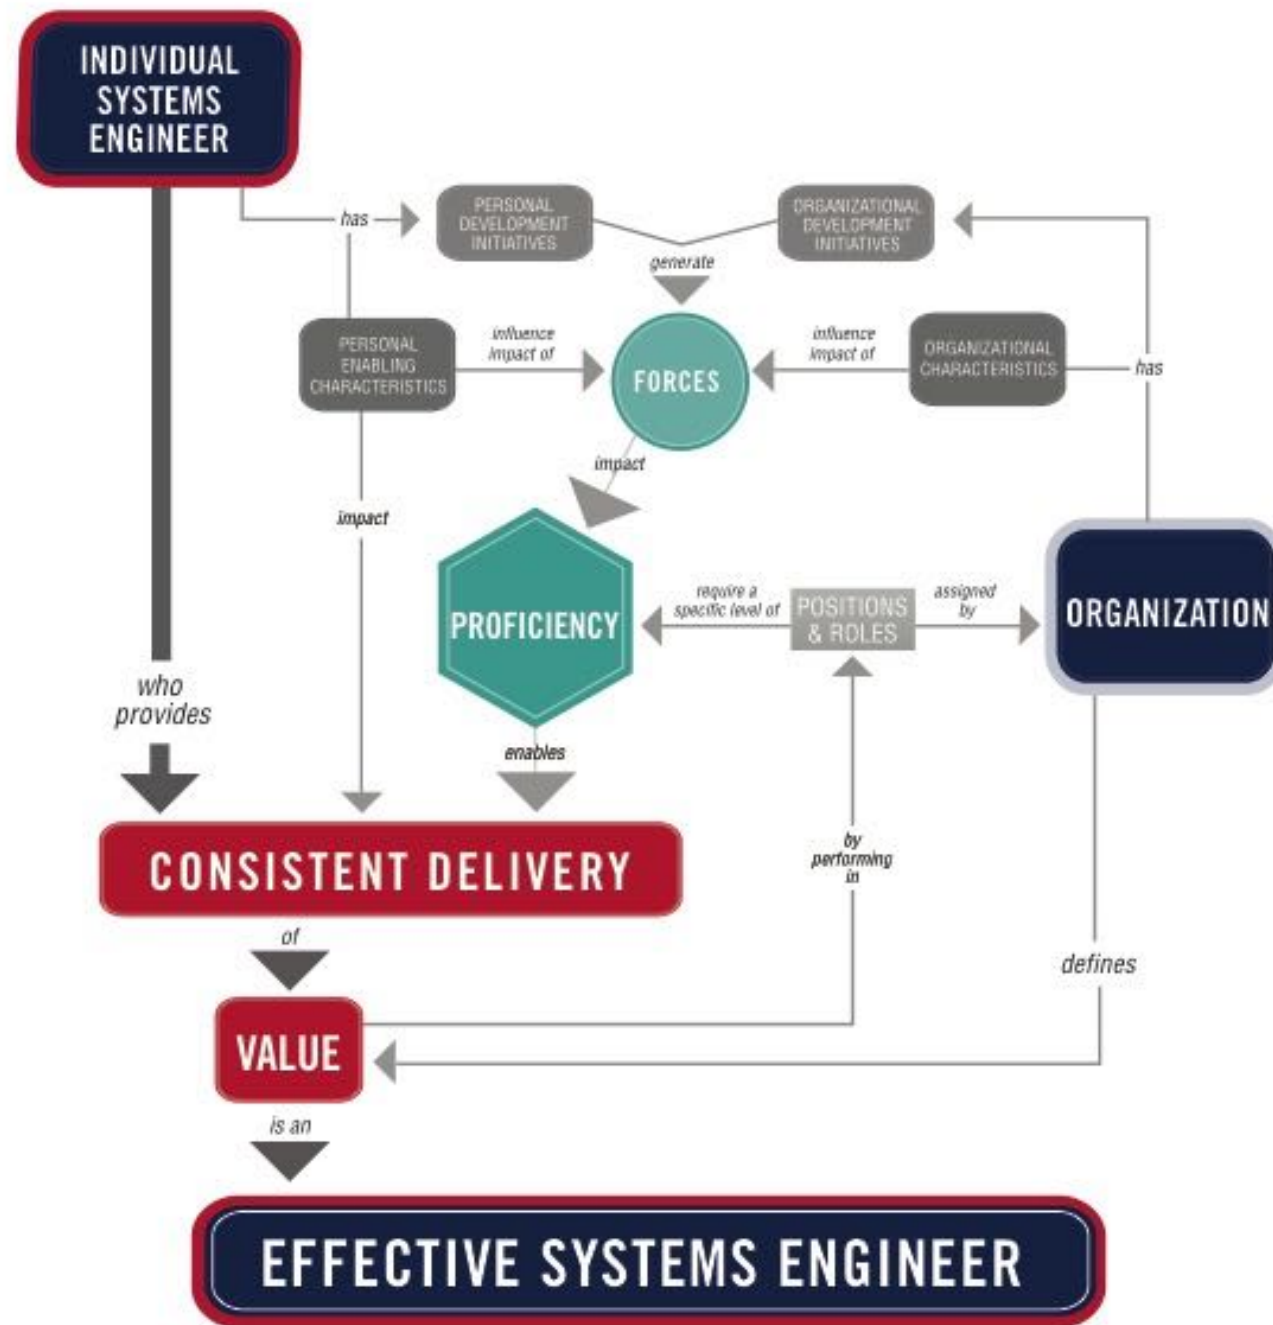 INDIVIDUAL
SYSTEMS
ENGINEER
has
PERSONAL
DEVELOPMENT
INITIATIVES
ORGANIZATIONAL
DEVELOPMENT
INITIATIVES
generate
PERSONAL
ENABLING
CHARACTERISTICS
influence
impact of
FORCES
influence
impact of
ORGANIZATIONAL
CHARACTERISTICS
has
impact
impact
PROFICIENCY
require a
specific level of
POSITIONS
& ROLES
assigned
by
ORGANIZATION
who
provides
enables
CONSISTENT DELIVERY
by
performing
in
of
defines
VALUE
is an
EFFECTIVE SYSTEMS ENGINEER